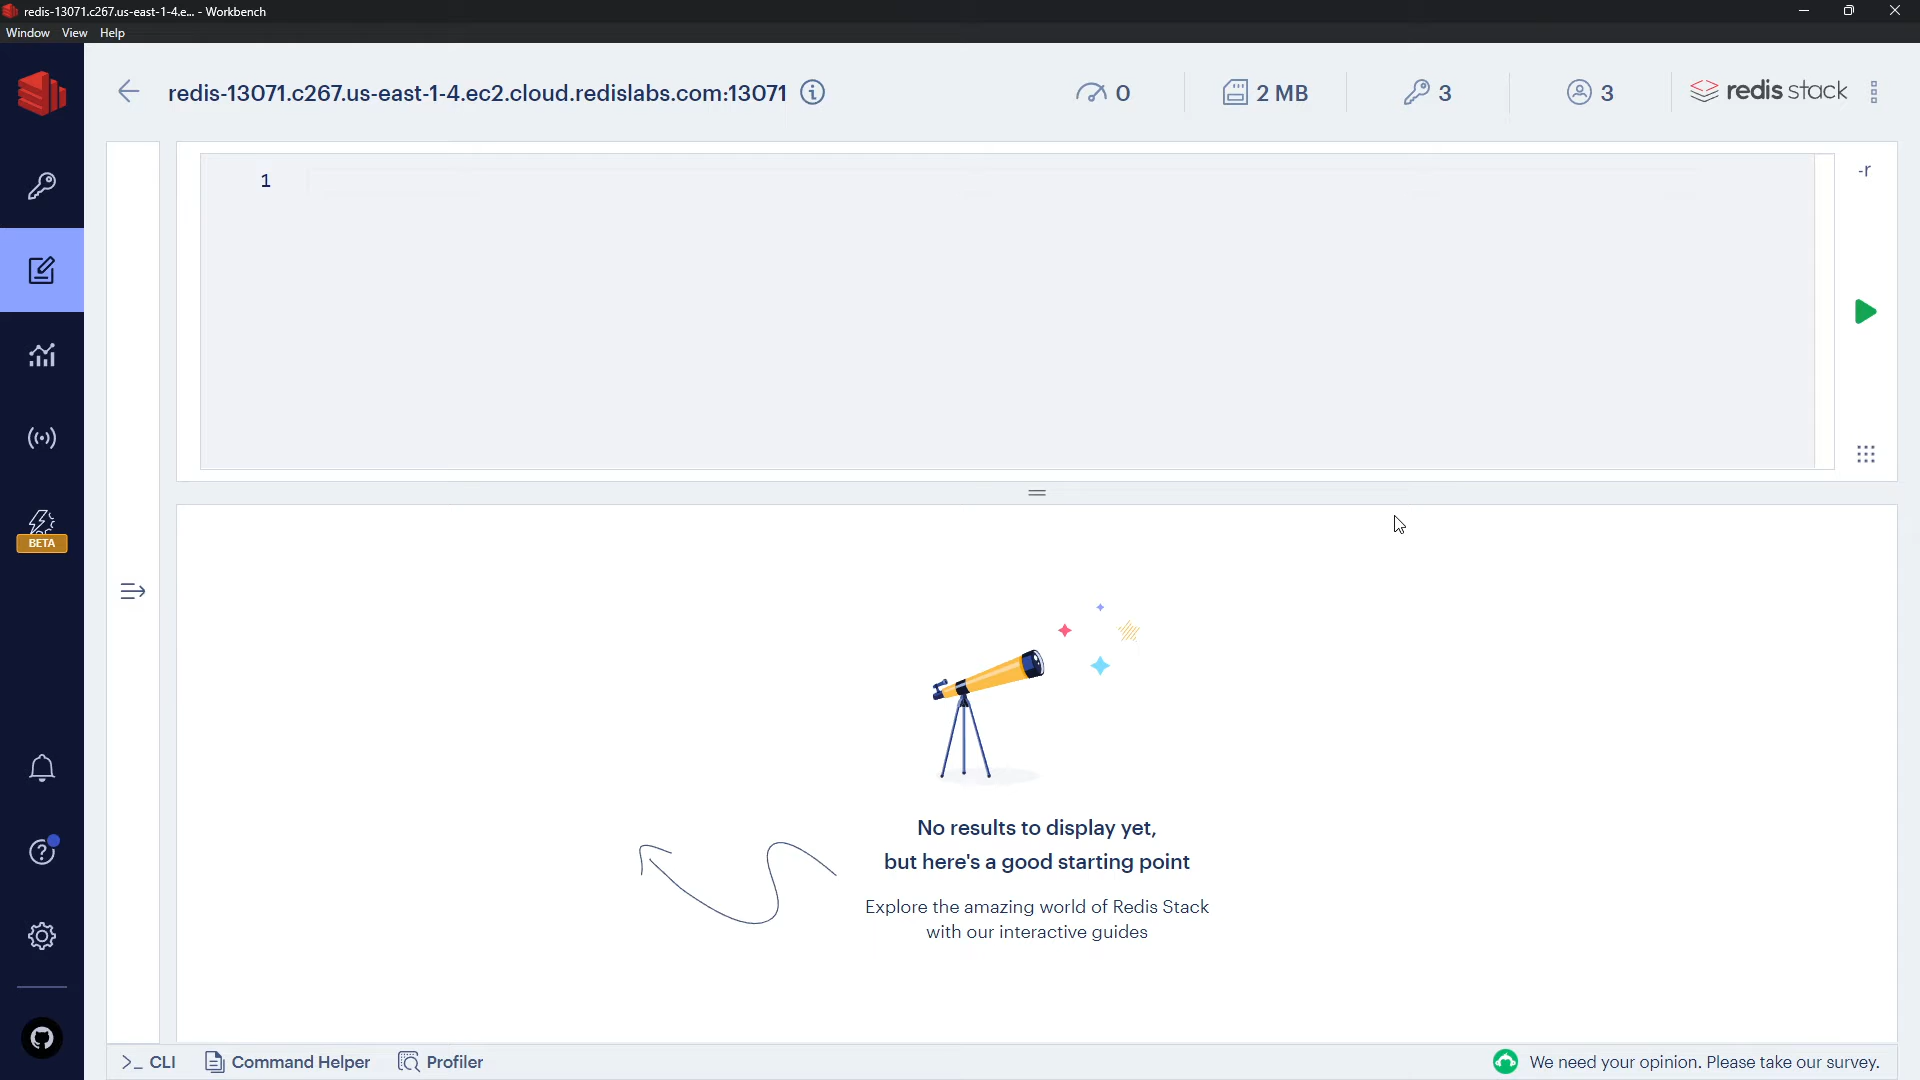 redis-13071.c267.us-east-1-4.e... - Workbench
Window View Help
redis-13071.c267.us-east-1-4.ec2.cloud.redislabs.com:13071
0
2 MB
3
3
redis stack
1
-r
BETA
No results to display yet,
but here's a good starting point
Explore the amazing world of Redis Stack
with our interactive guides
>_ CLI
Command Helper
Profiler
We need your opinion. Please take our survey.